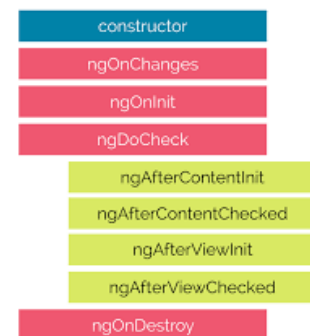 constructor
ngOnChanges
ngOnInit
ngDoCheck
ngAfterContentInit
ngAfterContentChecked
ngAfterViewInit
ngAfterViewChecked
ngOnDestroy